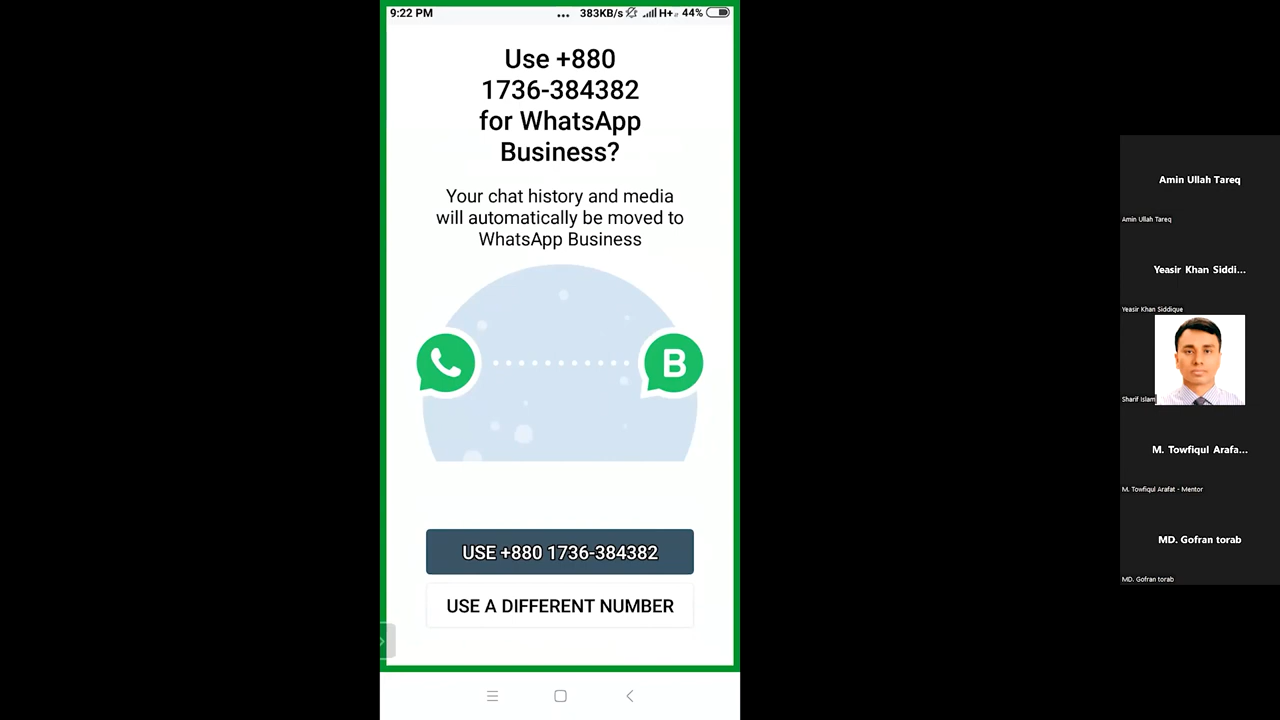 9:22 PM
... 383KB/s H+ 44%
Use +880
1736-384382
for WhatsApp
Business?
Your chat history and media
will automatically be moved to
WhatsApp Business
B
USE +880 1736-384382
USE A DIFFERENT NUMBER
Amin Ullah Tareq
Amin Ullah Tareq
Yeasir Khan Siddi...
Yeasir Khan Siddique
Sharif Islam
M. Towfiqul Arafa...
M. Towfiqul Arafat - Mentor
MD. Gofran torab
MD. Gofran torab